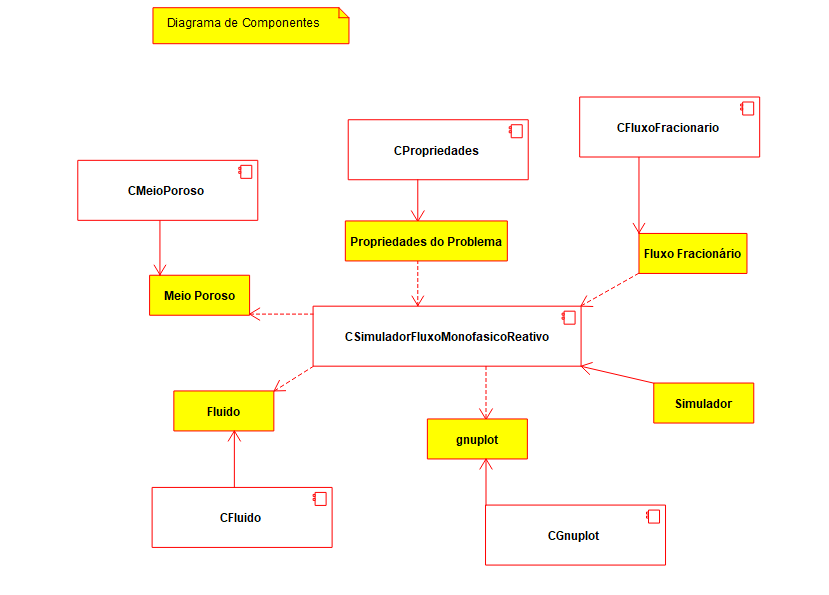 Diagrama de Componentes
CFluxoFracionario
CPropriedades
CMeioPoroso
Propriedades do Problema
Fluxo Fracionário
Meio Poroso
CSimuladorFluxoMonofasicoReativo
Simulador
Fluido
gnuplot
CFluido
CGnuplot